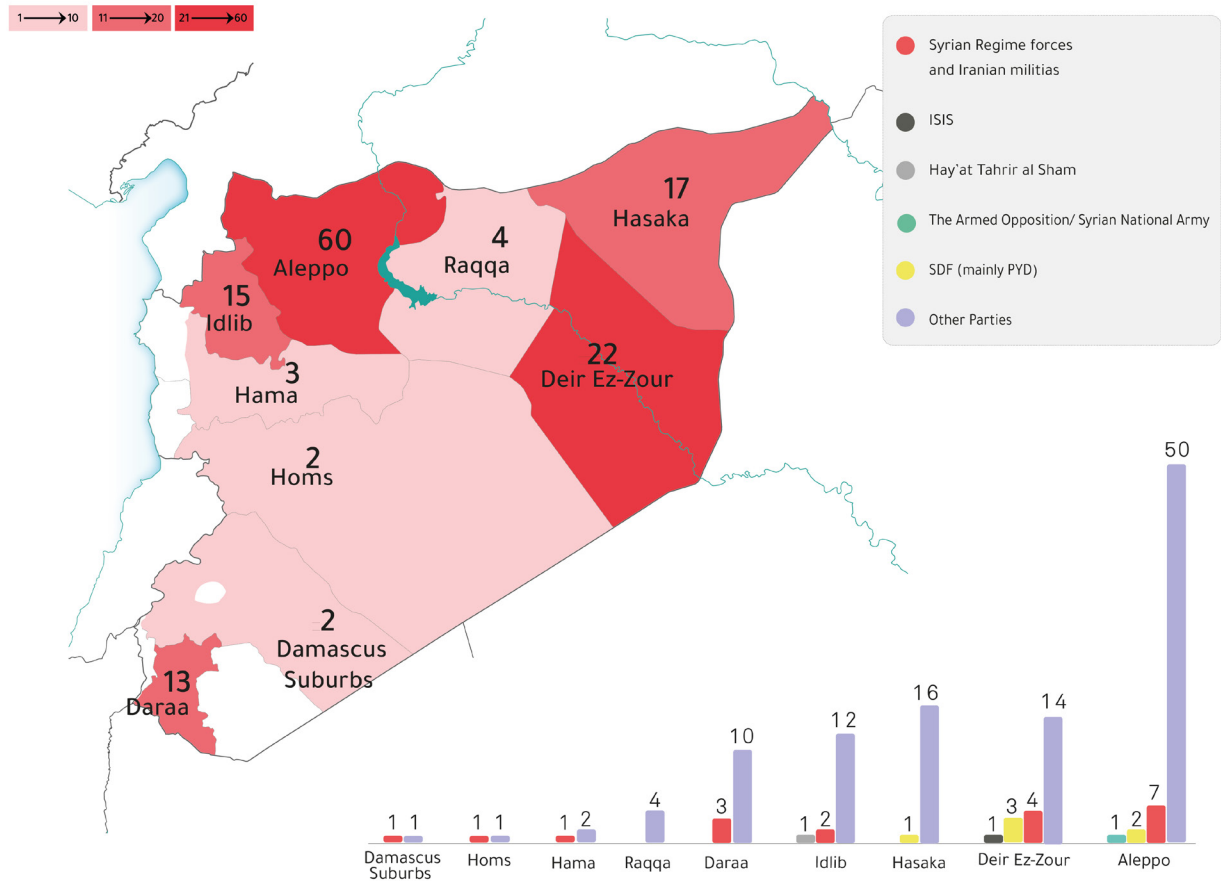 1 10 11 20 21 60
Syrian Regime forces
and Iranian militias
ISIS
Hay'at Tahrir al Sham
The Armed Opposition/ Syrian National Army
SDF (mainly PYD)
Other Parties
17
Hasaka
60
Aleppo
4
Raqqa
15
Idlib
22
Deir Ez-Zour
3
Hama
2
Homs
2
Damascus
Suburbs
13
Daraa
1 1
1 1
1 2
4
3 10
1 2 12
1 16
1 3 4 14
1 2 7 50
Damascus
Suburbs
Homs
Hama
Raqqa
Daraa
Idlib
Hasaka
Deir Ez-Zour
Aleppo